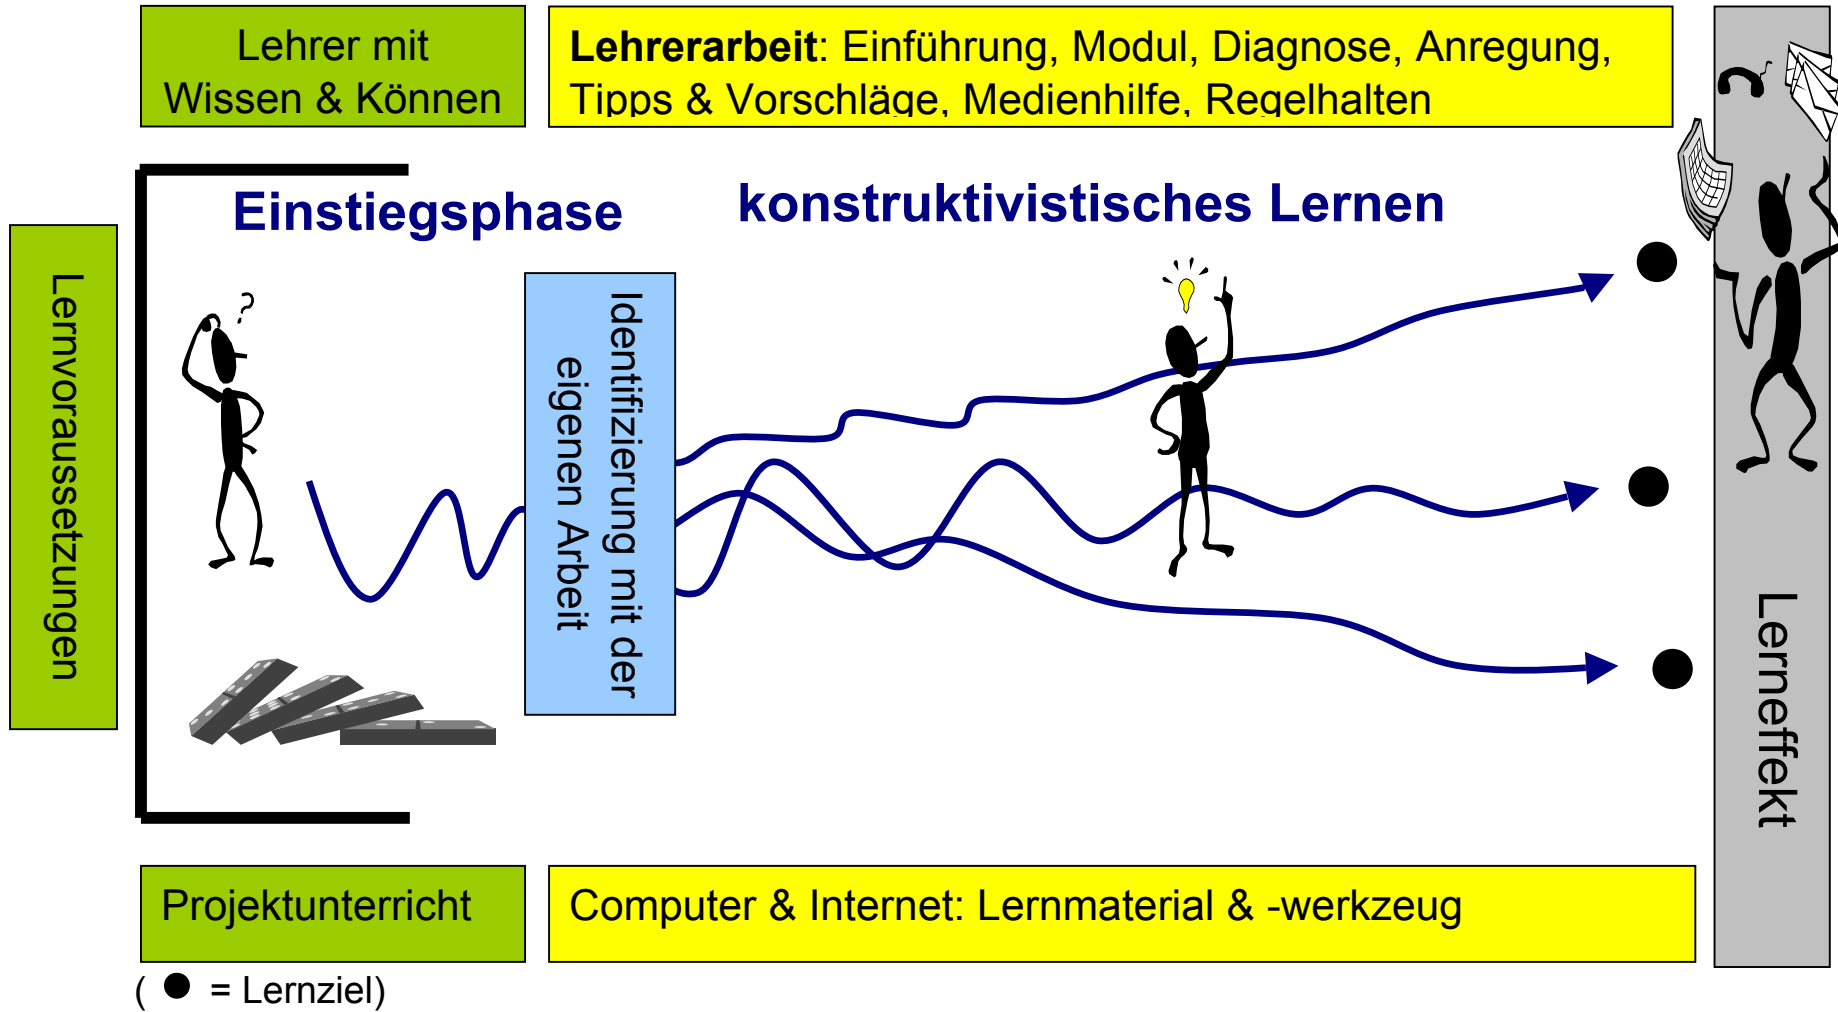 Lehrer mit
Wissen & Können
Lehrerarbeit: Einführung, Modul, Diagnose, Anregung,
Tipps & Vorschläge, Medienhilfe, Regelhalten
Einstiegsphase
konstruktivistisches Lernen
Lernvoraussetzungen
?
Identifizierung mit der
eigenen Arbeit
Lerneffekt
Projektunterricht
Computer & Internet: Lernmaterial & -werkzeug
( ● = Lernziel)